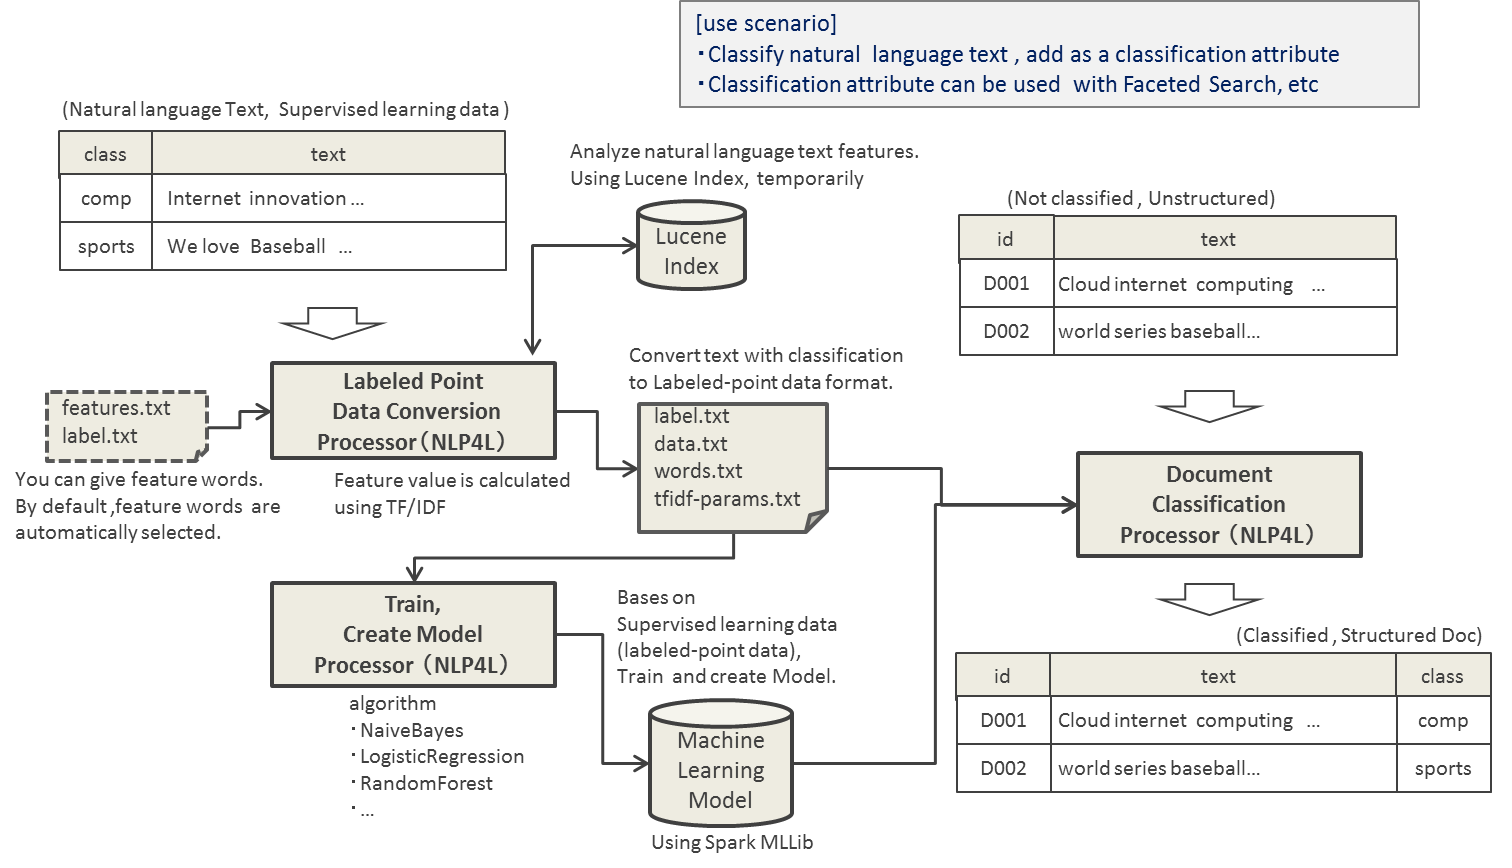 [use scenario]
・Classify natural language text , add as a classification attribute
・Classification attribute can be used with Faceted Search, etc
(Natural language Text, Supervised learning data )
class text
comp Internet innovation ...
sports We love Baseball ...
Analyze natural language text features.
Using Lucene Index, temporarily
Lucene
Index
(Not classified , Unstructured)
id text
D001 Cloud internet computing ...
D002 world series baseball...
features.txt
label.txt
You can give feature words.
By default ,feature words are
automatically selected.
Labeled Point
Data Conversion
Processor(NLP4L)
Feature value is calculated
using TF/IDF
Convert text with classification
to Labeled-point data format.
label.txt
data.txt
words.txt
tfidf-params.txt
Document
Classification
Processor (NLP4L)
Train,
Create Model
Processor (NLP4L)
algorithm
・NaiveBayes
・LogisticRegression
・RandomForest
・...
Bases on
Supervised learning data
(labeled-point data),
Train and create Model.
Machine
Learning
Model
Using Spark MLLib
(Classified , Structured Doc)
id text class
D001 Cloud internet computing ... comp
D002 world series baseball... sports